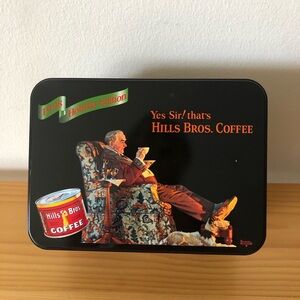 Holiday Edition
Yes Sir! that's
HILLS BROS. COFFEE
Hills Bros
COFFEE